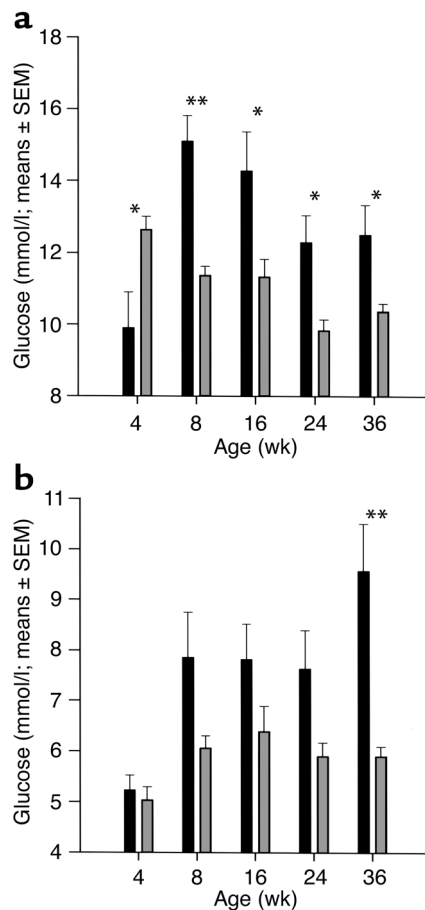 a
Glucose (mmol/l; means ± SEM)
18
16
14
12
10
8
*
**
*
*
*
4 8 16 24 36
Age (wk)
b
Glucose (mmol/l; means ± SEM)
11
10
9
8
7
6
5
4
**
4 8 16 24 36
Age (wk)